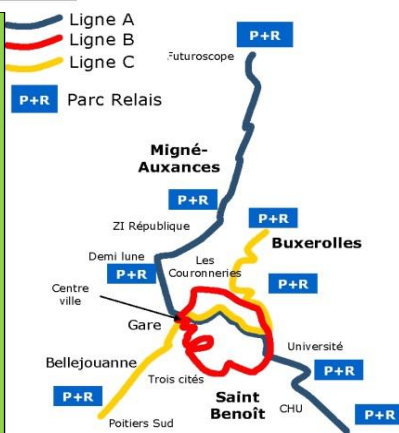 Ligne A
Ligne B
Ligne C
P+R Parc Relais
P+R
Futuroscope
Migné-
Auxances
P+R
ZI République
P+R
Buxerolles
Demi lune
Les
Couronneries
P+R
P+R
Centre
ville
Gare
Université
Bellejouanne
P+R
Trois cités
Saint
Benoît
P+R
CHU
P+R
Poitiers Sud